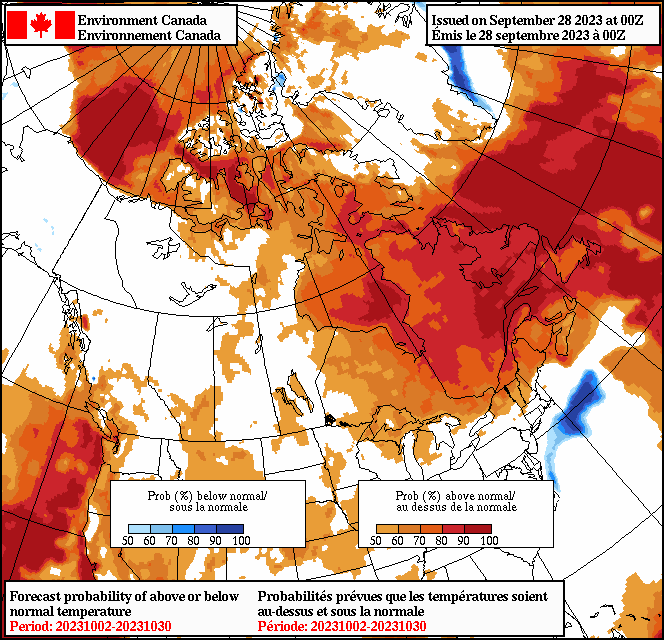 Environment Canada
Environnement Canada
Issued on September 28 2023 at 00Z
Émis le 28 septembre 2023 à 00Z
Prob (%) below normal/
sous la normale
50 60 70 80 90 100
Prob (%) above normal/
au dessus de la normale
50 60 70 80 90 100
Forecast probability of above or below
normal temperature
Period: 20231002-20231030
Probabilités prévues que les températures soient
au-dessus et sous la normale
Période: 20231002-20231030